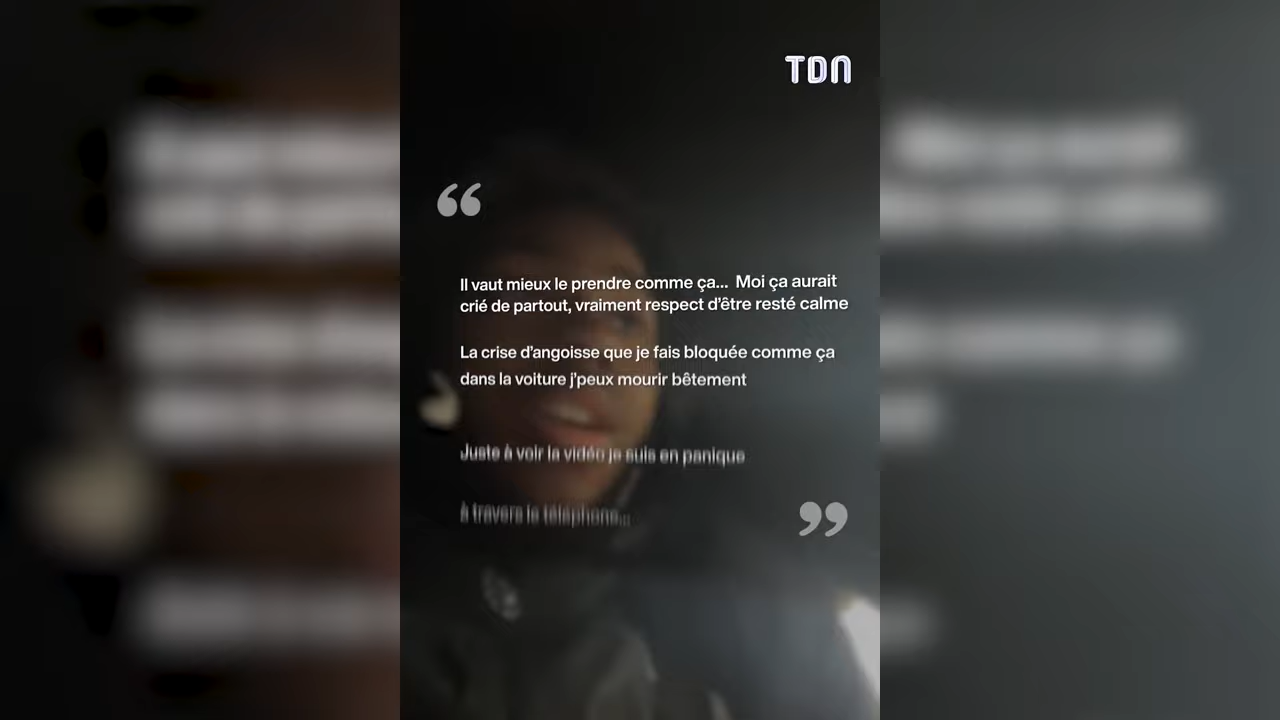 TDN
“
Il vaut mieux le prendre comme ça... Moi ça aurait
crié de partout, vraiment respect d'être resté calme
La crise d'angoisse que je fais bloquée comme ça
dans la voiture j'peux mourir bêtement
Juste à voir la vidéo je suis en panique
à travers le téléphone...
”